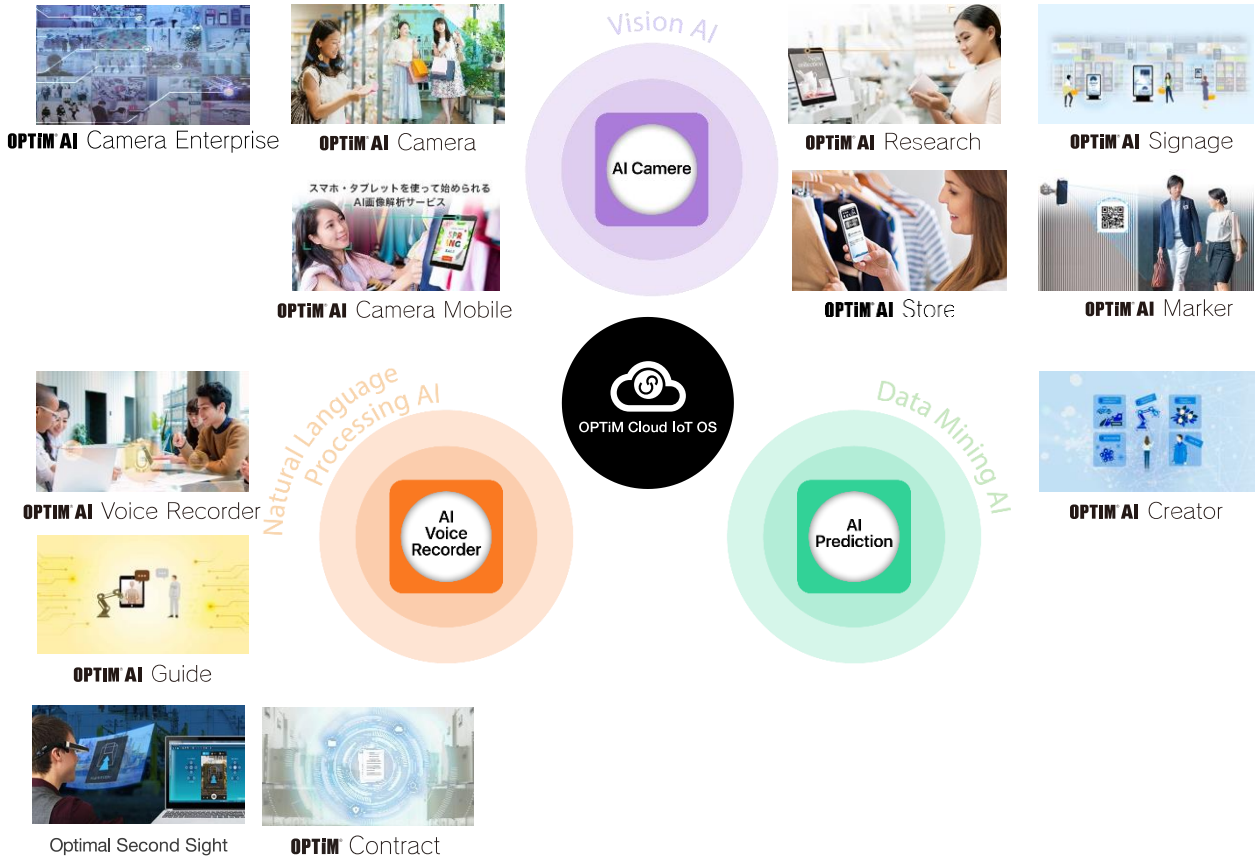 Vision AI
AI Camere
OPTiM AI Camera Enterprise
OPTiM AI Camera
OPTiM AI Research
OPTiM AI Signage
スマホ・タブレットを使って始められる
AI画像解析サービス
SPR
ING
OPTiM AI Camera Mobile
OPTiM AI Store
OPTiM AI Marker
OPTiM Cloud IoT OS
Natural Language
Processing AI
AI
Voice
Recorder
Data Mining AI
AI
Prediction
OPTiM AI Voice Recorder
OPTiM AI Creator
OPTiM AI Guide
Optimal Second Sight
OPTiM Contract